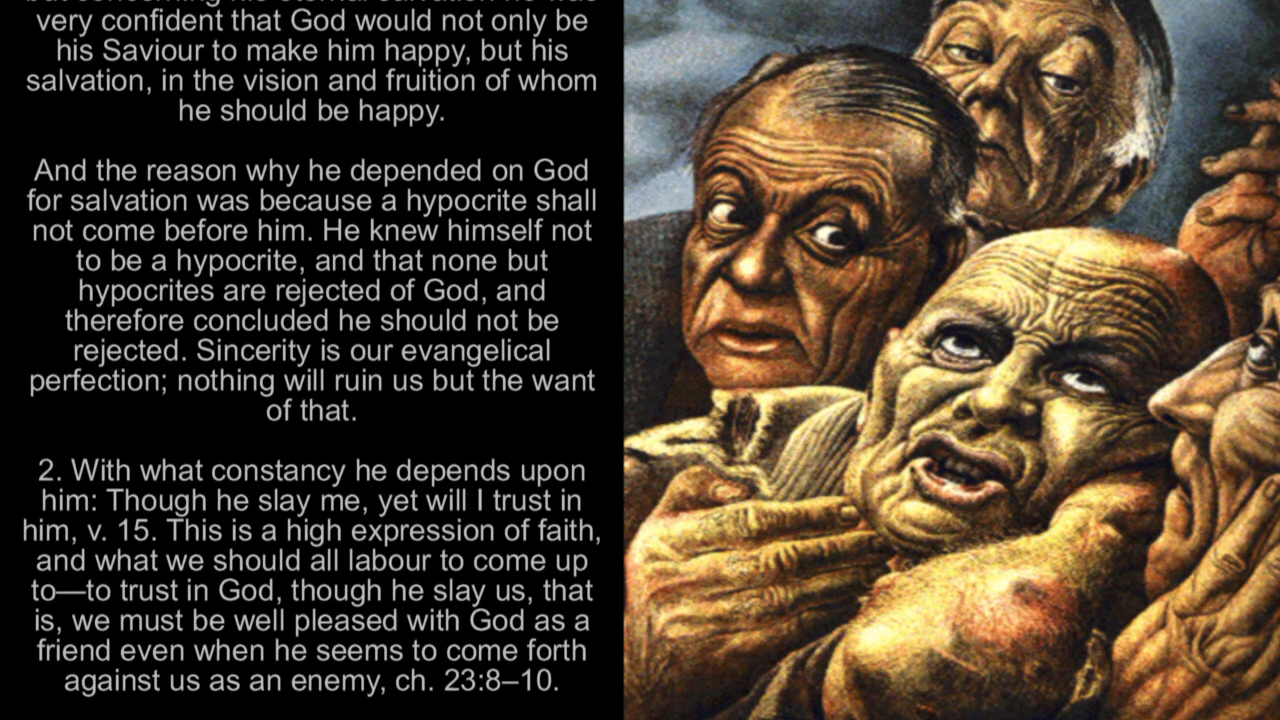 but concerning his eternal salvation he was
very confident that God would not only be
his Saviour to make him happy, but his
salvation, in the vision and fruition of whom
he should be happy.
And the reason why he depended on God
for salvation was because a hypocrite shall
not come before him. He knew himself not
to be a hypocrite, and that none but
hypocrites are rejected of God, and
therefore concluded he should not be
rejected. Sincerity is our evangelical
perfection; nothing will ruin us but the want
of that.
2. With what constancy he depends upon
him: Though he slay me, yet will I trust in
him, v. 15. This is a high expression of faith,
and what we should all labour to come up
to—to trust in God, though he slay us, that
is, we must be well pleased with God as a
friend even when he seems to come forth
against us as an enemy, ch. 23:8–10.